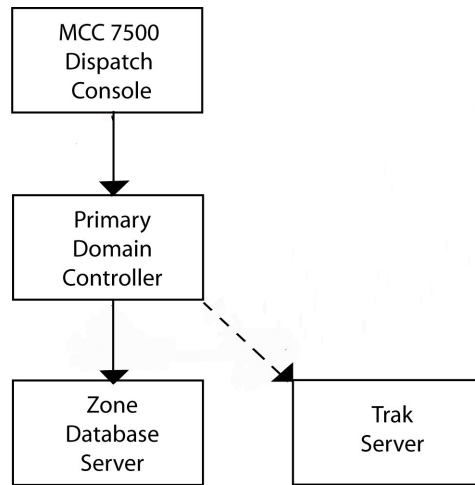 MCC 7500
Dispatch
Console
Primary
Domain
Controller
Zone
Database
Server
Trak
Server